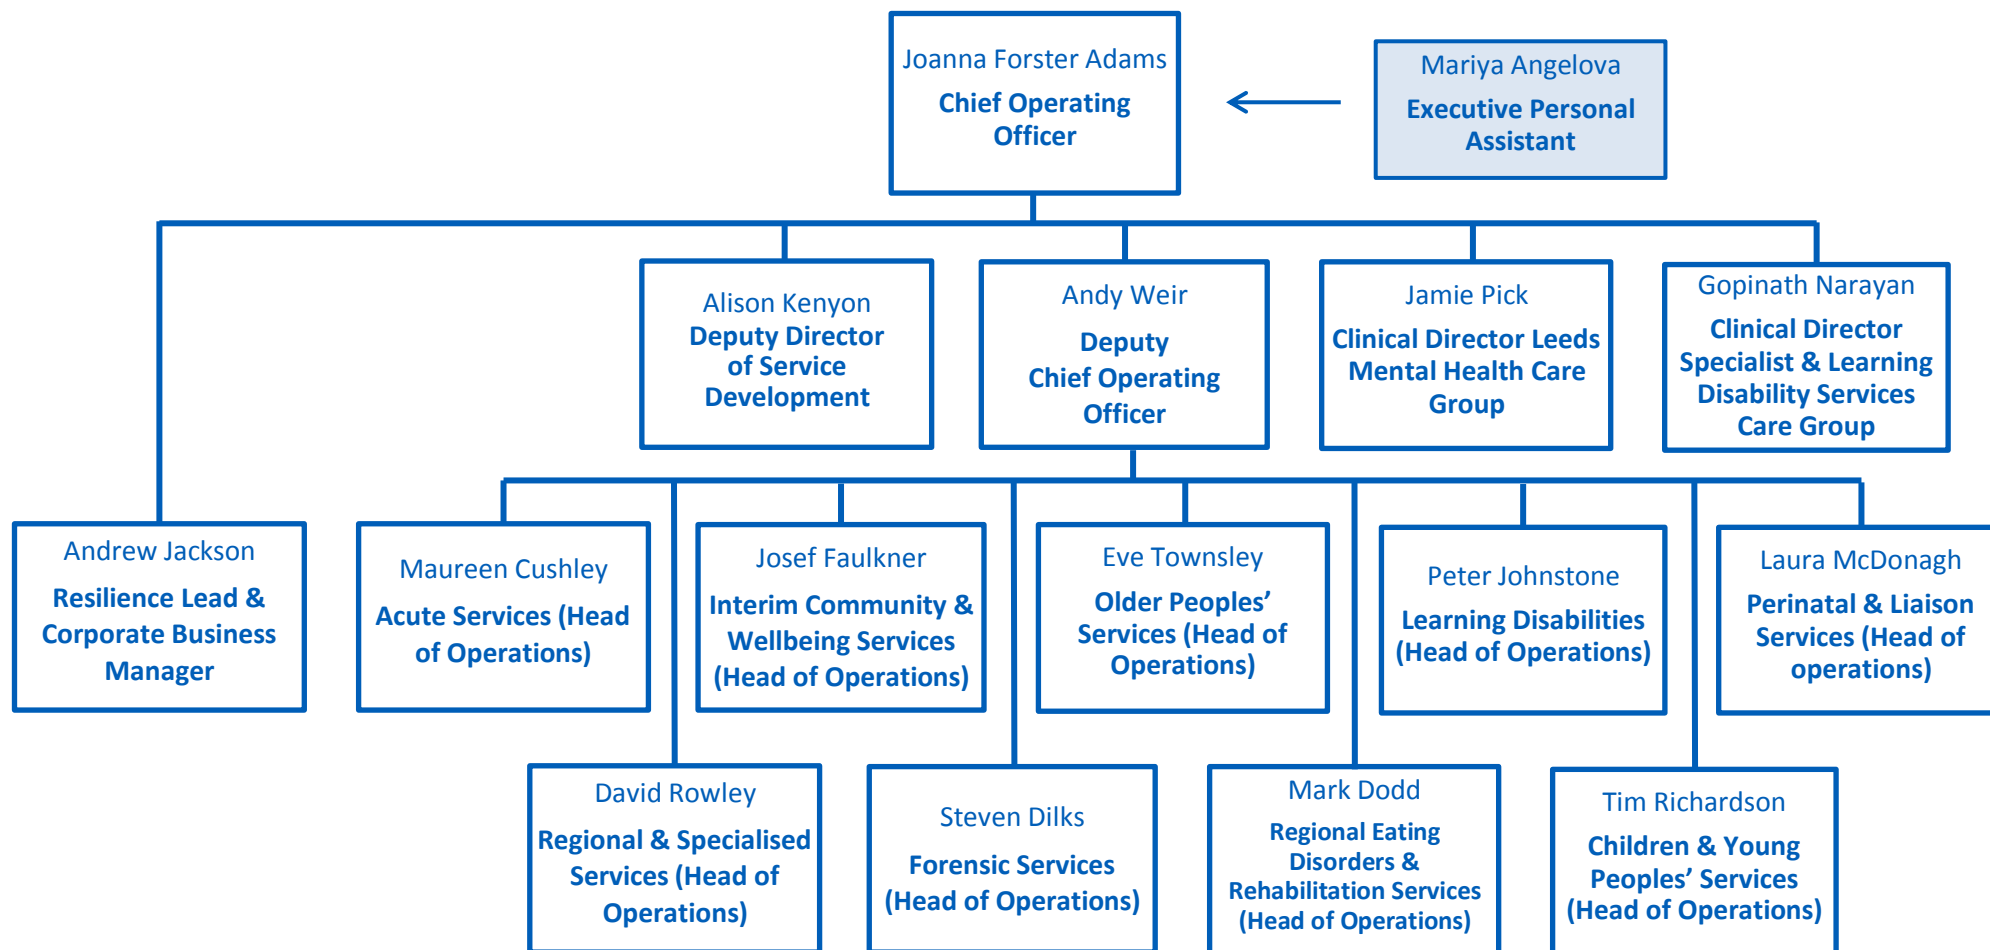 Joanna Forster Adams
Chief Operating
Officer
Mariya Angelova
Executive Personal
Assistant
Alison Kenyon
Deputy Director
of Service
Development
Andy Weir
Deputy
Chief Operating
Officer
Jamie Pick
Clinical Director Leeds
Mental Health Care
Group
Gopinath Narayan
Clinical Director
Specialist & Learning
Disability Services
Care Group
Andrew Jackson
Resilience Lead &
Corporate Business
Manager
Maureen Cushley
Acute Services (Head
of Operations)
Josef Faulkner
Interim Community &
Wellbeing Services
(Head of Operations)
Eve Townsley
Older Peoples’
Services (Head of
Operations)
Peter Johnstone
Learning Disabilities
(Head of Operations)
Laura McDonagh
Perinatal & Liaison
Services (Head of
operations)
David Rowley
Regional & Specialised
Services (Head of
Operations)
Steven Dilks
Forensic Services
(Head of Operations)
Mark Dodd
Regional Eating
Disorders &
Rehabilitation Services
(Head of Operations)
Tim Richardson
Children & Young
Peoples’ Services
(Head of Operations)